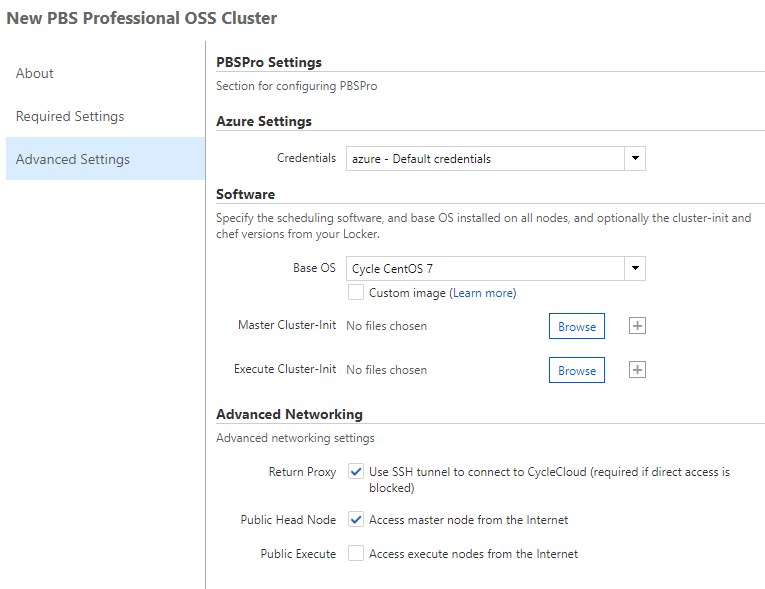 New PBS Professional OSS Cluster
About
Required Settings
Advanced Settings
PBSPro Settings
Section for configuring PBSPro
Azure Settings
Credentials azure - Default credentials
Software
Specify the scheduling software, and base OS installed on all nodes, and optionally the cluster-init and
chef versions from your Locker.
Base OS Cycle CentOS 7
Custom image (Learn more)
Master Cluster-Init No files chosen Browse
Execute Cluster-Init No files chosen Browse
Advanced Networking
Advanced networking settings
Return Proxy Use SSH tunnel to connect to CycleCloud (required if direct access is
blocked)
Public Head Node Access master node from the Internet
Public Execute Access execute nodes from the Internet